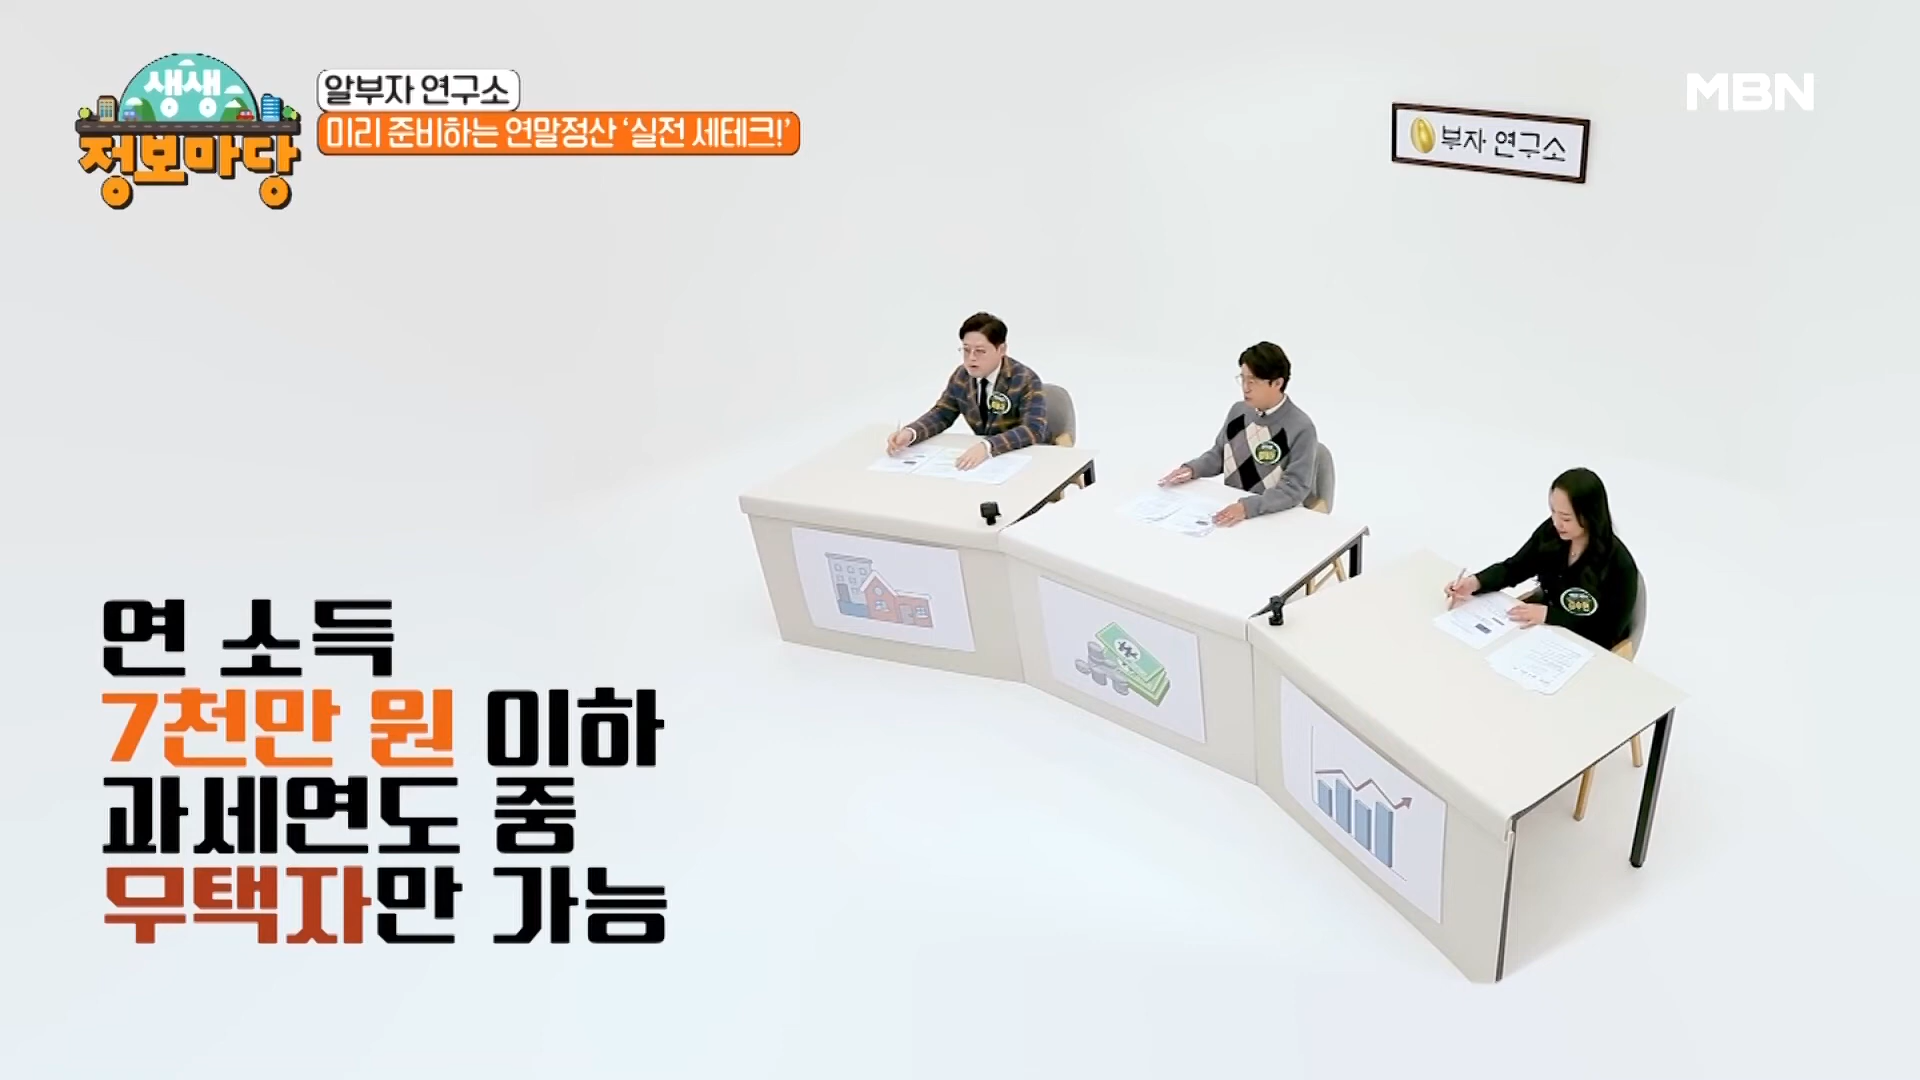 생생
정보마당
알부자 연구소
미리 준비하는 연말정산 ‘실전 세테크!’
MBN
부자 연구소
연 소득
7천만 원 이하
과세연도 중
무택자만 가능